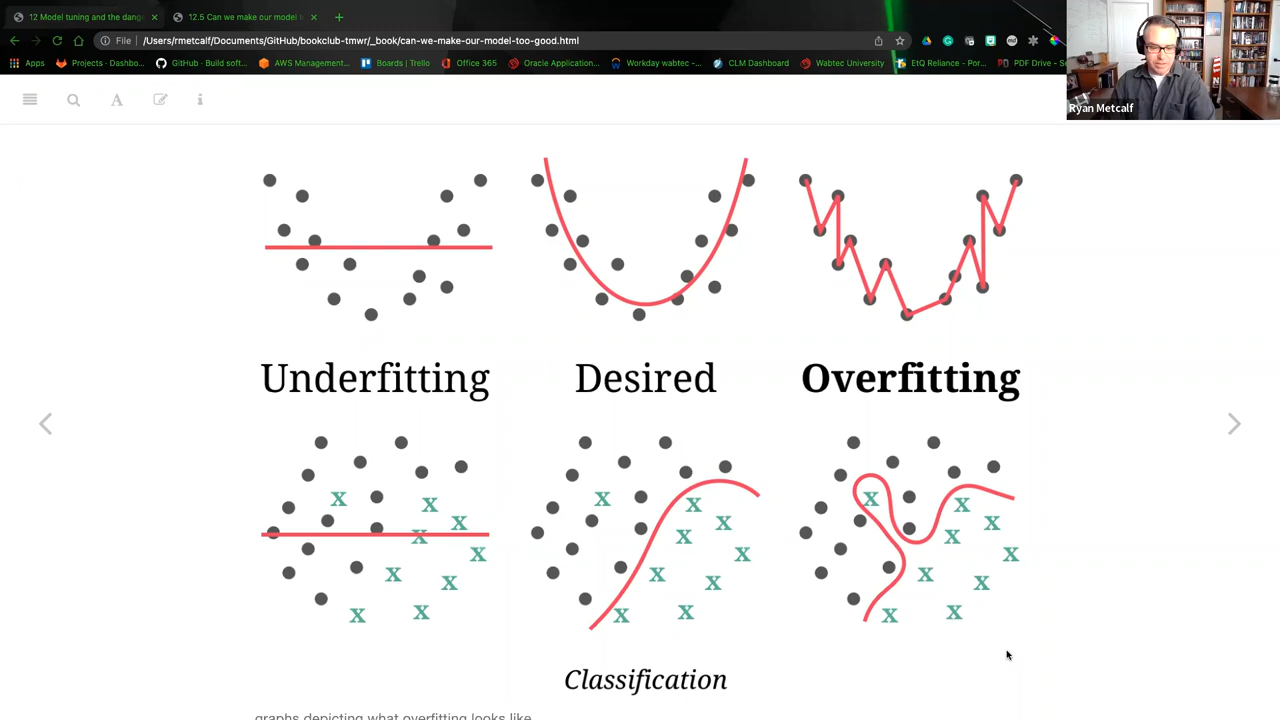 12 Model tuning and the dang
12.5 Can we make our model t
File /Users/rmetcalf/Documents/GitHub/bookclub-tmwr/_book/can-we-make-our-model-too-good.html
Apps Projects - Dashbo... GitHub · Build soft... AWS Management... Boards | Trello Office 365 Oracle Application... Workday wabtec -... CLM Dashboard Wabtec University EtQ Reliance - Por... PDF Drive - Se
Ryan Metcalf
Underfitting Desired Overfitting
Classification
graphs depicting what overfitting looks like